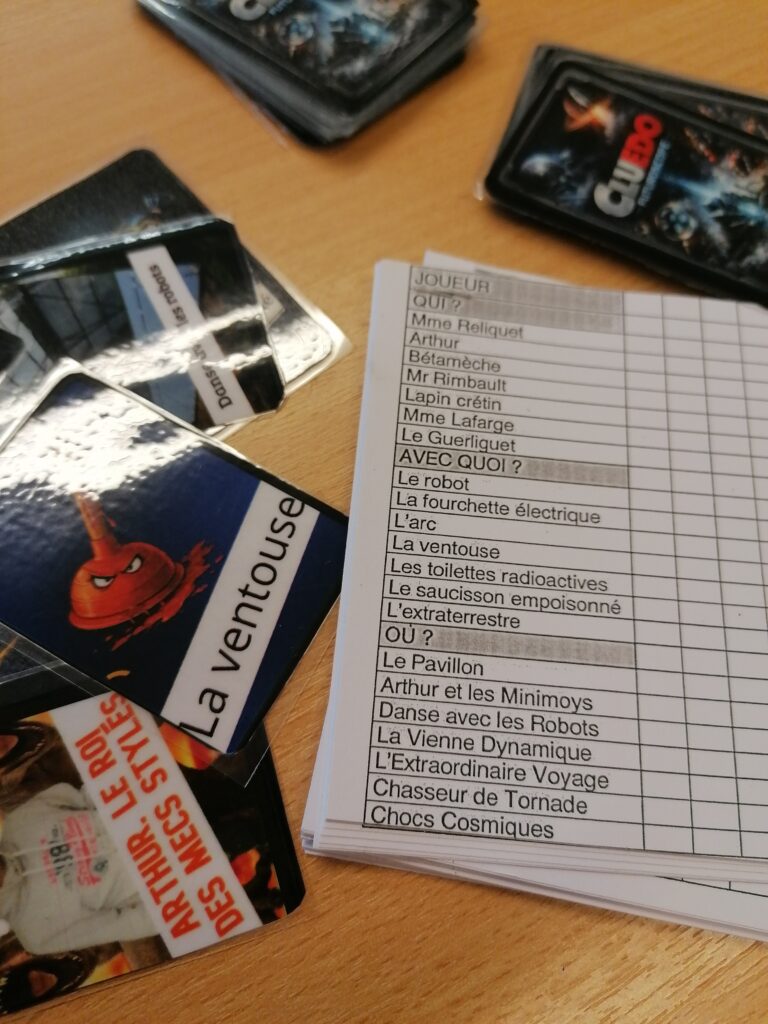 CLUEDO
CLUEDO
JOUEUR
QUI ?
Mme Reliquet
Arthur
Bétamèche
Mr Rimbault
Lapin crétin
Mme Lafarge
Le Guerliquet
AVEC QUOI ?
Le robot
La fourchette électrique
L'arc
La ventouse
Les toilettes radioactives
Le saucisson empoisonné
L'extraterrestre
OÙ ?
Le Pavillon
Arthur et les Minimoys
Danse avec les Robots
La Vienne Dynamique
L'Extraordinaire Voyage
Chasseur de Tornade
Chocs Cosmiques
Danse les robots
La ventouse
ARTHUR, LE ROI
DES MECS STYLÉS